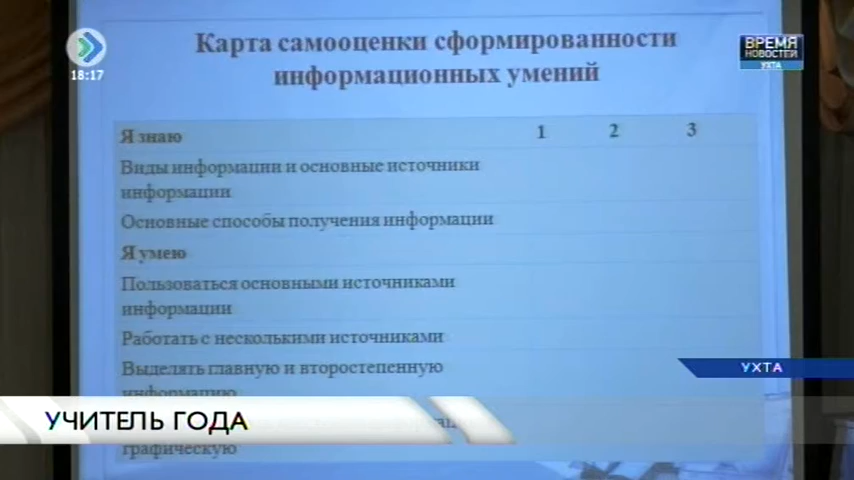 Карта самооценки сформированности
информационных умений
18:17
ВРЕМЯ
НОВОСТЕЙ
УХТА
Я знаю 1 2 3
Виды информации и основные источники
информации
Основные способы получения информации
Я умею
Пользоваться основными источниками
информации
Работать с несколькими источниками
Выделять главную и второстепенную
информацию
УХТА
УЧИТЕЛЬ ГОДА
графическую